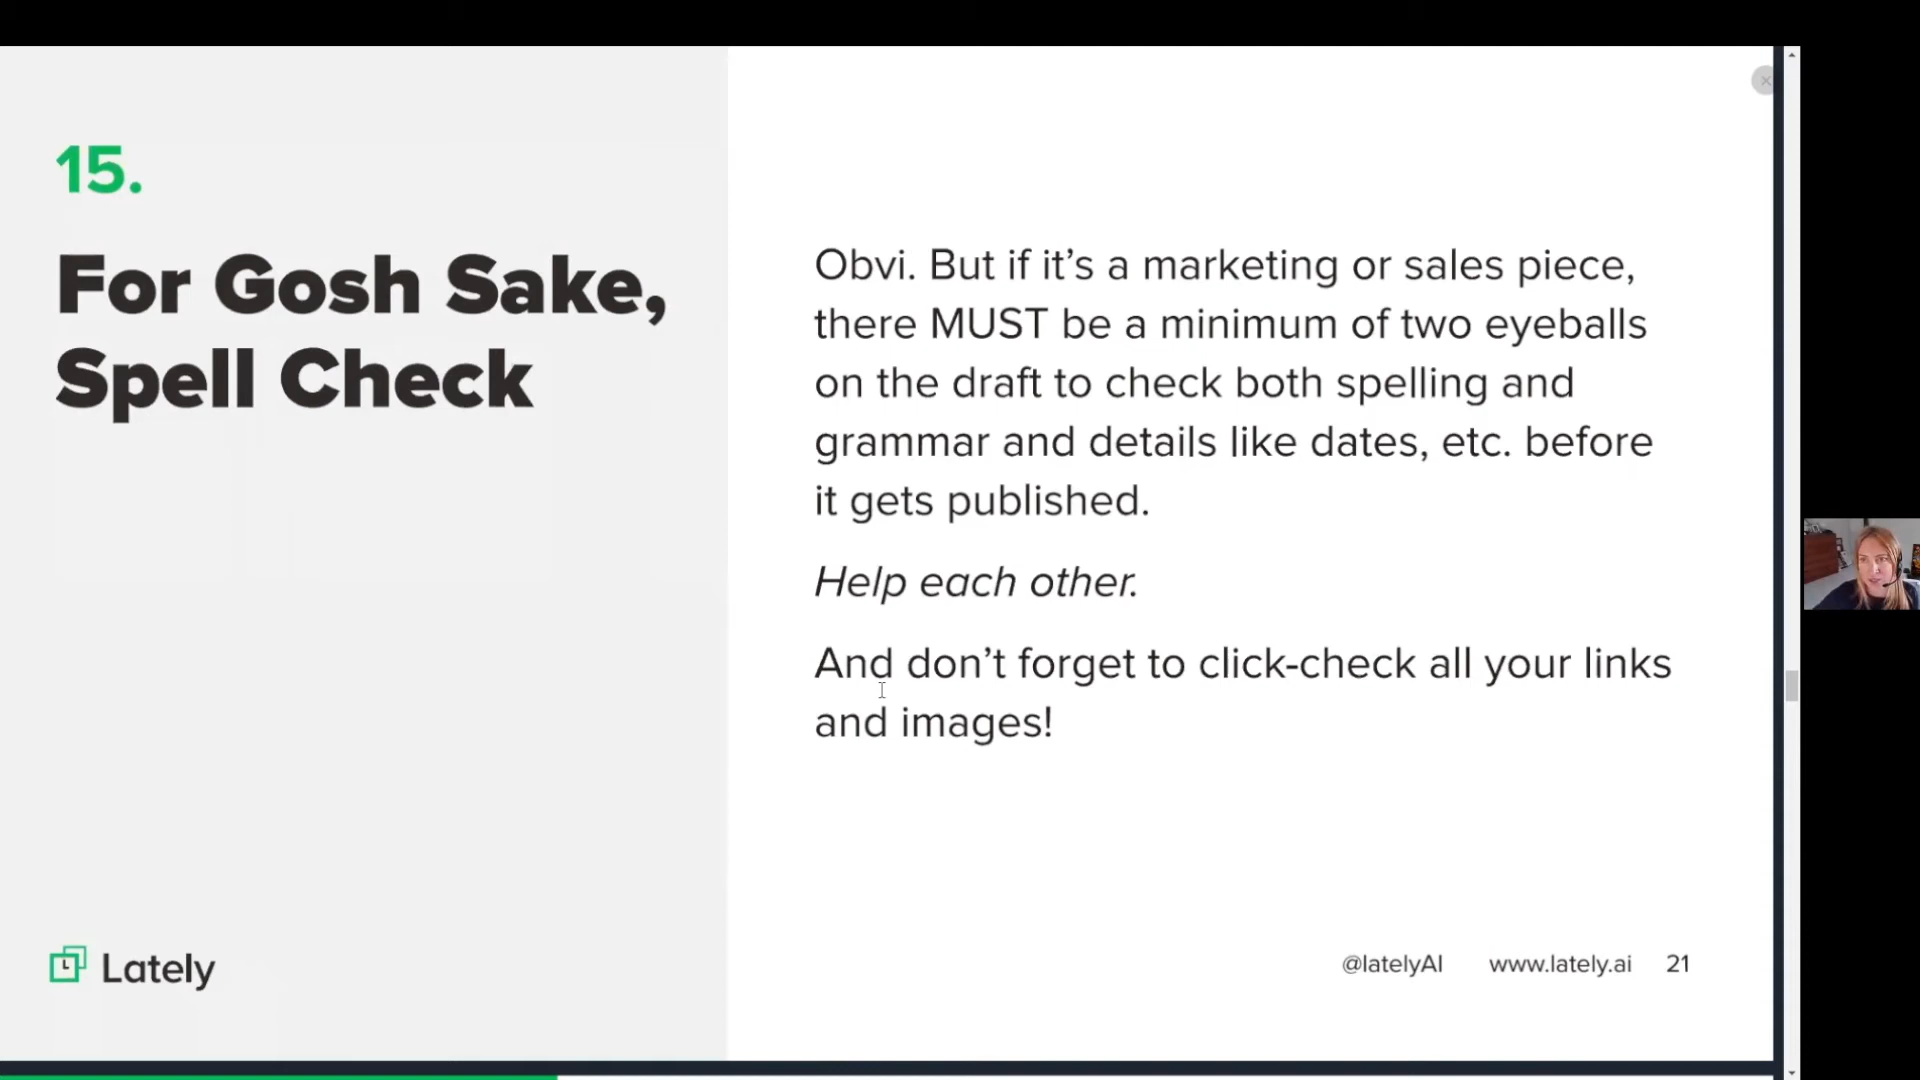 15.
For Gosh Sake,
Spell Check
Obvi. But if it’s a marketing or sales piece,
there MUST be a minimum of two eyeballs
on the draft to check both spelling and
grammar and details like dates, etc. before
it gets published.
Help each other.
And don’t forget to click-check all your links
and images!
Lately
@latelyAI www.lately.ai 21